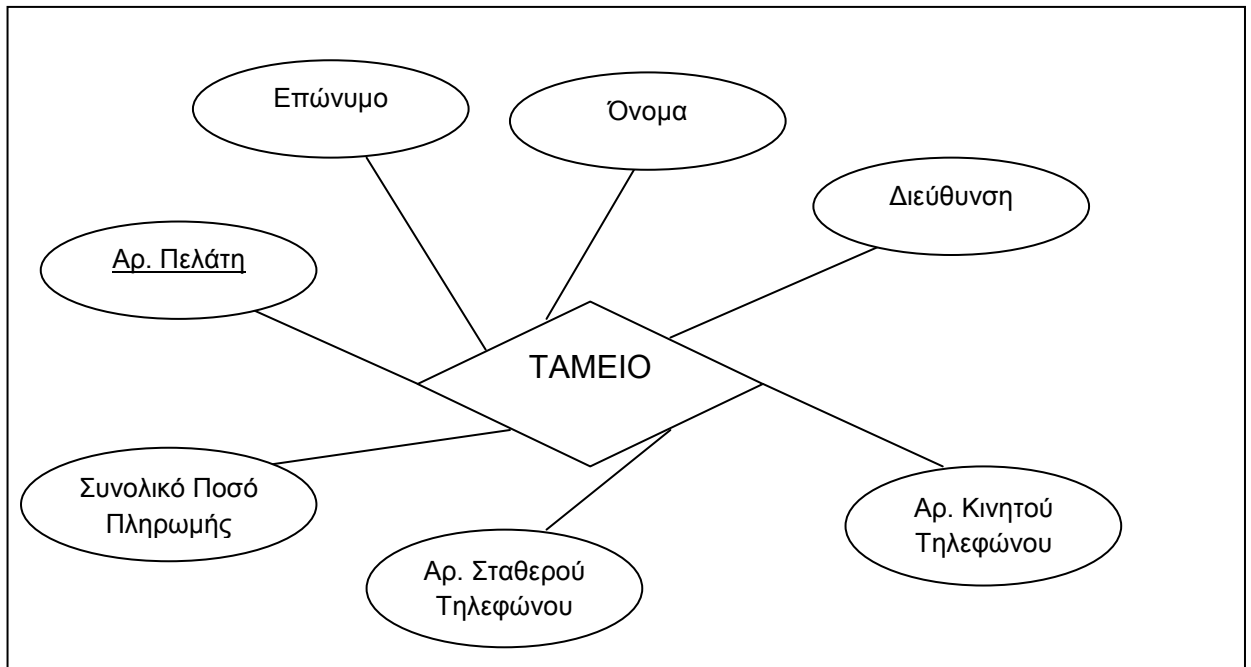 Επώνυμο
Όνομα
Διεύθυνση
Αρ. Πελάτη
ΤΑΜΕΙΟ
Συνολικό Ποσό
Πληρωμής
Αρ. Σταθερού
Τηλεφώνου
Αρ. Κινητού
Τηλεφώνου